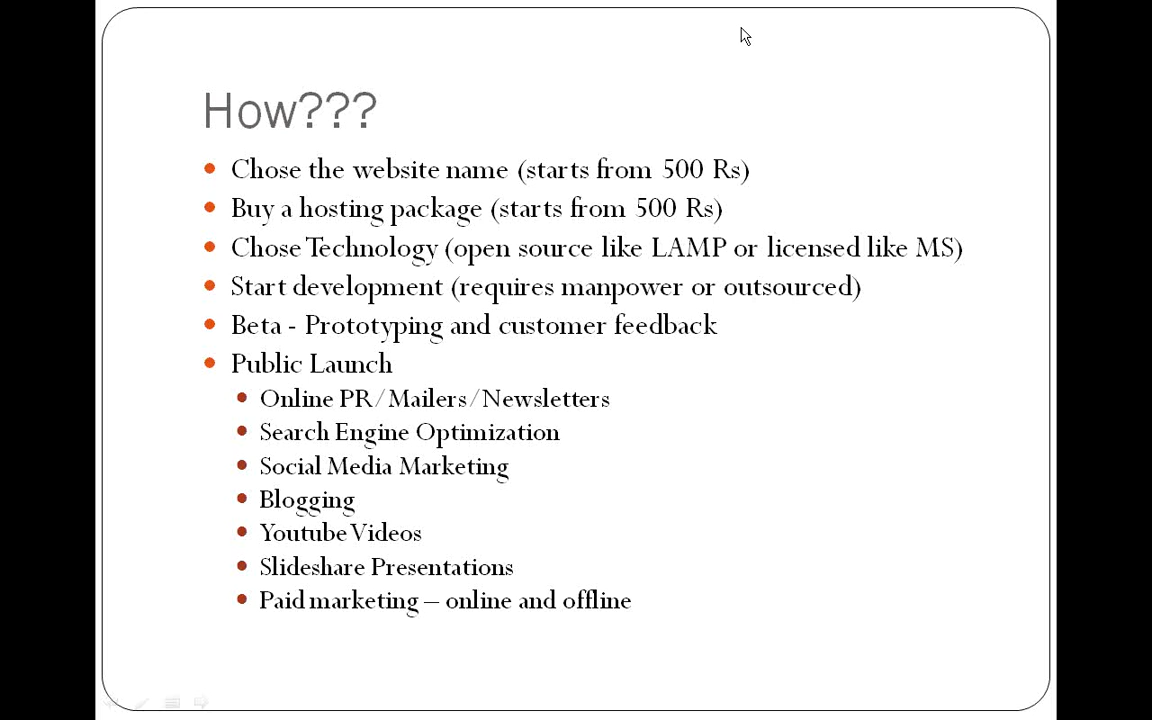 How???
Chose the website name (starts from 500 Rs)
Buy a hosting package (starts from 500 Rs)
Chose Technology (open source like LAMP or licensed like MS)
Start development (requires manpower or outsourced)
Beta - Prototyping and customer feedback
Public Launch
Online PR/Mailers/Newsletters
Search Engine Optimization
Social Media Marketing
Blogging
Youtube Videos
Slideshare Presentations
Paid marketing – online and offline